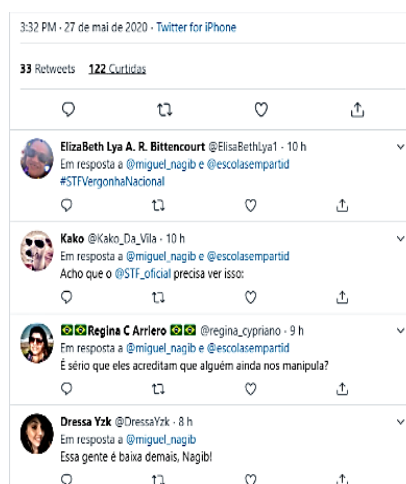 3:32 PM · 27 de mai de 2020 · Twitter for iPhone
33 Retweets 122 Curtidas
ElizaBeth Lya A. R. Bittencourt @ElisaBethLya1 · 10 h
Em resposta a @miguel_nagib e @escolasempartid
#STFVergonhaNacional
Kako @Kako_Da_Vila · 10 h
Em resposta a @miguel_nagib e @escolasempartid
Acho que o @STF_oficial precisa ver isso:
🇧🇷🇧🇷Regina C Arriero 🇧🇷🇧🇷 @regina_cypriano · 9 h
Em resposta a @miguel_nagib e @escolasempartid
É sério que eles acreditam que alguém ainda nos manipula?
Dressa Yzk @DressaYzk · 8 h
Em resposta a @miguel_nagib
Essa gente é baixa demais, Nagib!